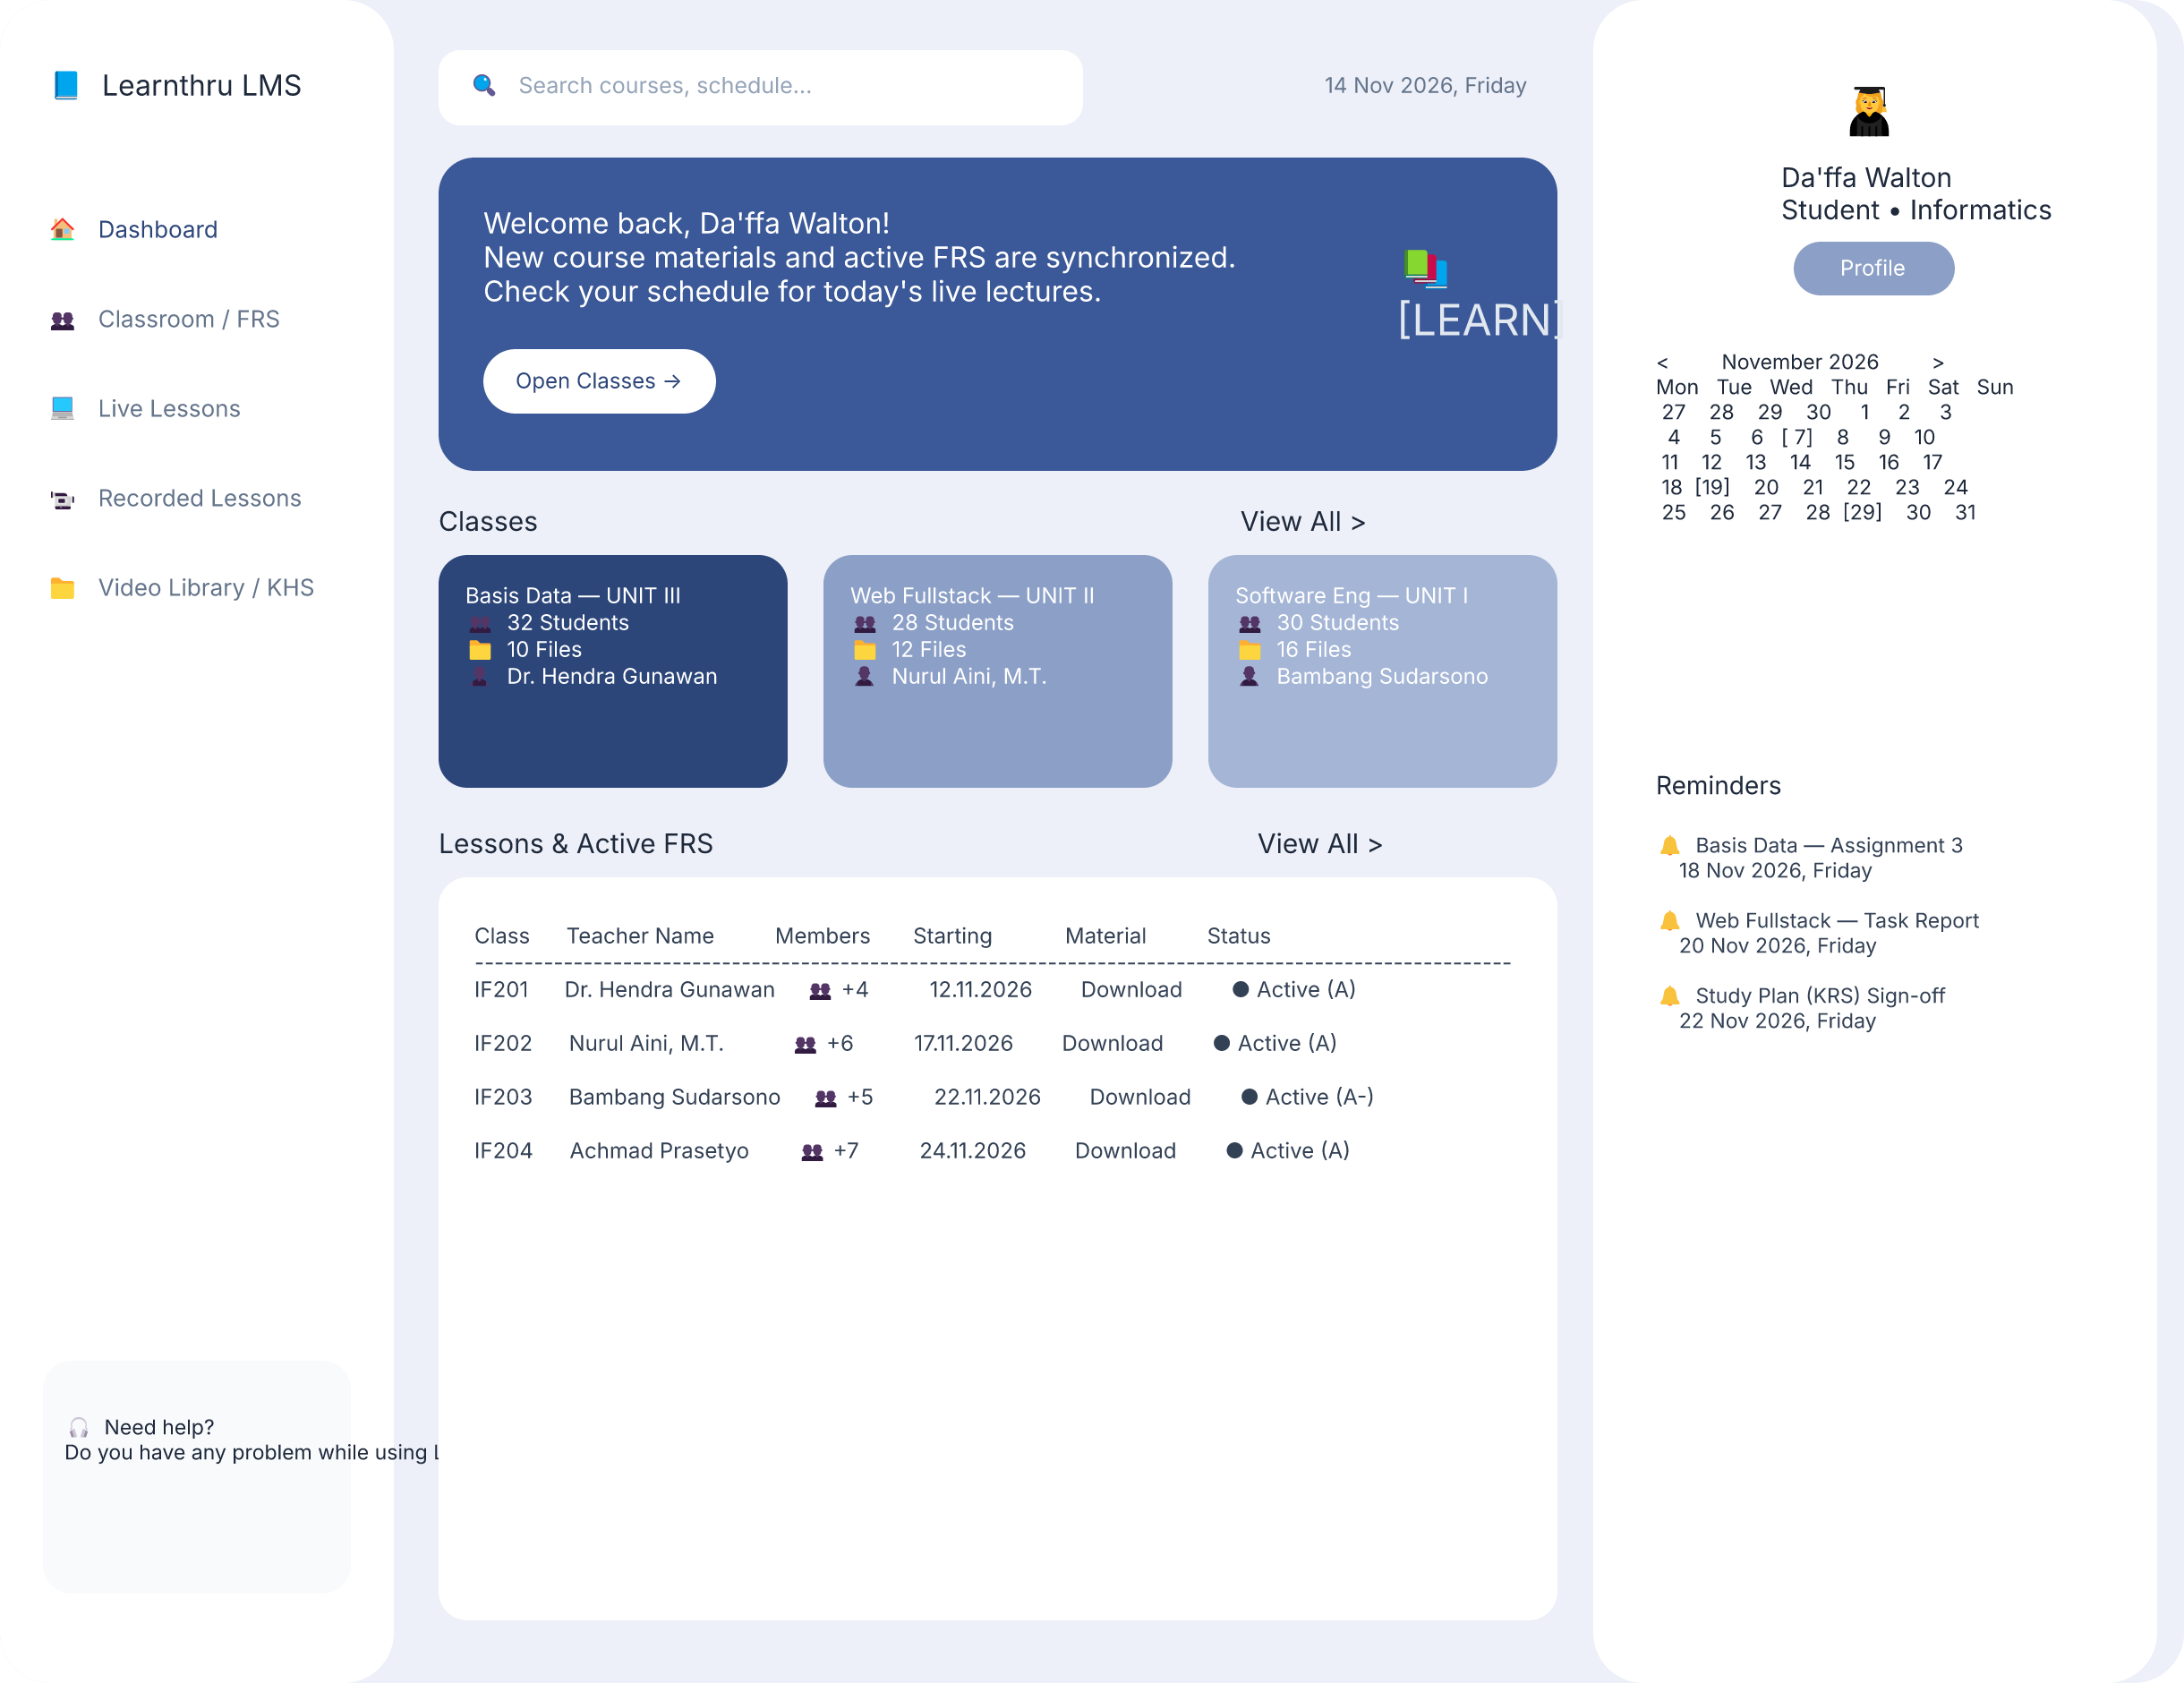 Learnthru LMS
Dashboard
Classroom / FRS
Live Lessons
Recorded Lessons
Video Library / KHS
Need help?
Do you have any problem while using
Search courses, schedule...
14 Nov 2026, Friday
Welcome back, Da'ffa Walton!
New course materials and active FRS are synchronized.
Check your schedule for today's live lectures.
[LEARN]
Open Classes →
Classes View All >
Basis Data — UNIT III
32 Students
10 Files
Dr. Hendra Gunawan
Web Fullstack — UNIT II
28 Students
12 Files
Nurul Aini, M.T.
Software Eng — UNIT I
30 Students
16 Files
Bambang Sudarsono
Lessons & Active FRS View All >
Class Teacher Name Members Starting Material Status
IF201 Dr. Hendra Gunawan +4 12.11.2026 Download ● Active (A)
IF202 Nurul Aini, M.T. +6 17.11.2026 Download ● Active (A)
IF203 Bambang Sudarsono +5 22.11.2026 Download ● Active (A-)
IF204 Achmad Prasetyo +7 24.11.2026 Download ● Active (A)
Da'ffa Walton
Student • Informatics
Profile
< November 2026 >
Mon Tue Wed Thu Fri Sat Sun
27 28 29 30 1 2 3
4 5 6 [ 7] 8 9 10
11 12 13 14 15 16 17
18 [19] 20 21 22 23 24
25 26 27 28 [29] 30 31
Reminders
Basis Data — Assignment 3
18 Nov 2026, Friday
Web Fullstack — Task Report
20 Nov 2026, Friday
Study Plan (KRS) Sign-off
22 Nov 2026, Friday